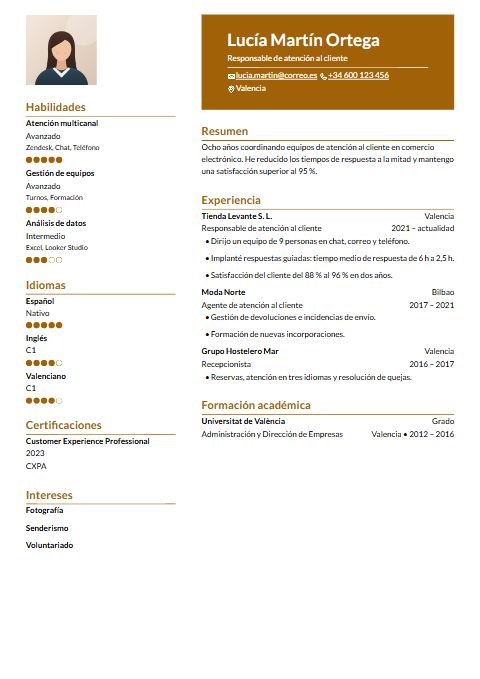 Lucía Martín Ortega
Responsable de atención al cliente
lucia.martin@correo.es +34 600 123 456
Valencia
Habilidades
Atención multicanal
Avanzado
Zendesk, Chat, Teléfono
Gestión de equipos
Avanzado
Turnos, Formación
Análisis de datos
Intermedio
Excel, Looker Studio
Idiomas
Español
Nativo
Inglés
C1
Valenciano
C1
Certificaciones
Customer Experience Professional
2023
CXPA
Intereses
Fotografía
Senderismo
Voluntariado
Resumen
Ocho años coordinando equipos de atención al cliente en comercio
electrónico. He reducido los tiempos de respuesta a la mitad y mantengo
una satisfacción superior al 95 %.
Experiencia
Tienda Levante S. L. Valencia
Responsable de atención al cliente 2021 – actualidad
• Dirijo un equipo de 9 personas en chat, correo y teléfono.
• Implanté respuestas guiadas: tiempo medio de respuesta de 6 h a 2,5 h.
• Satisfacción del cliente del 88 % al 96 % en dos años.
Moda Norte Bilbao
Agente de atención al cliente 2017 – 2021
• Gestión de devoluciones e incidencias de envío.
• Formación de nuevas incorporaciones.
Grupo Hostelero Mar Valencia
Recepcionista 2016 – 2017
• Reservas, atención en tres idiomas y resolución de quejas.
Formación académica
Universitat de València Grado
Administración y Dirección de Empresas Valencia • 2012 – 2016